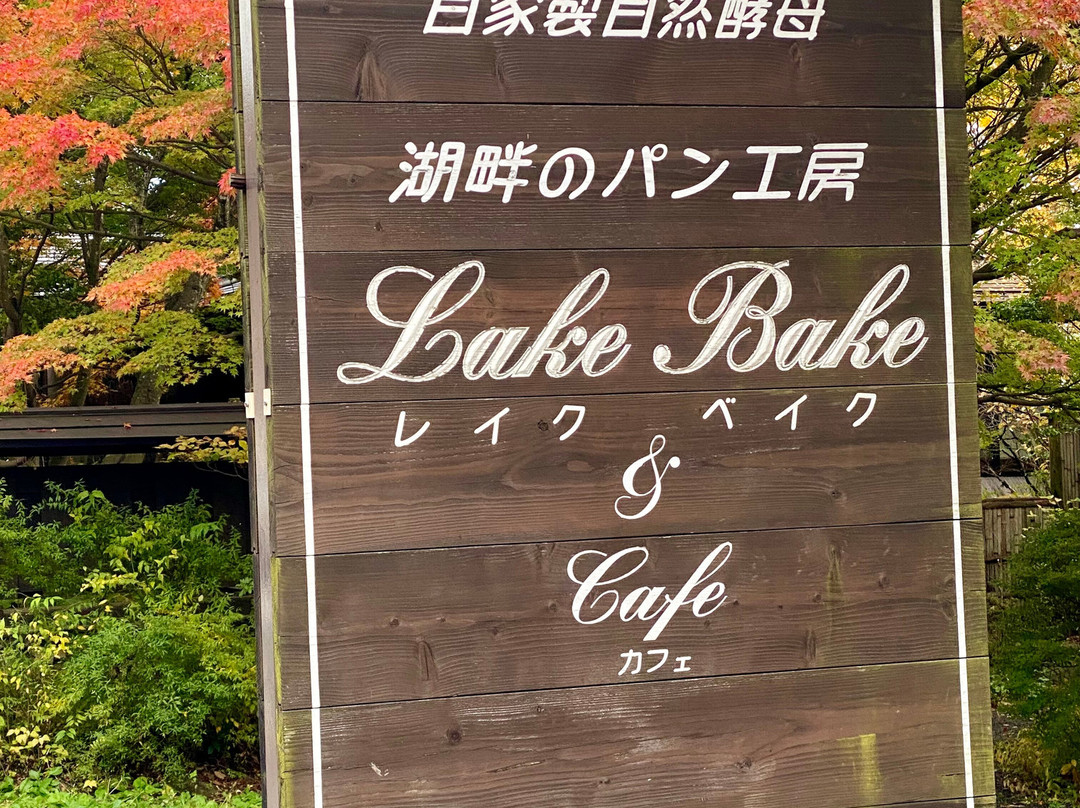 自家製自然酵母
湖畔のパン工房
Lake Bake
レイク ベイク
&
Cafe
カフェ